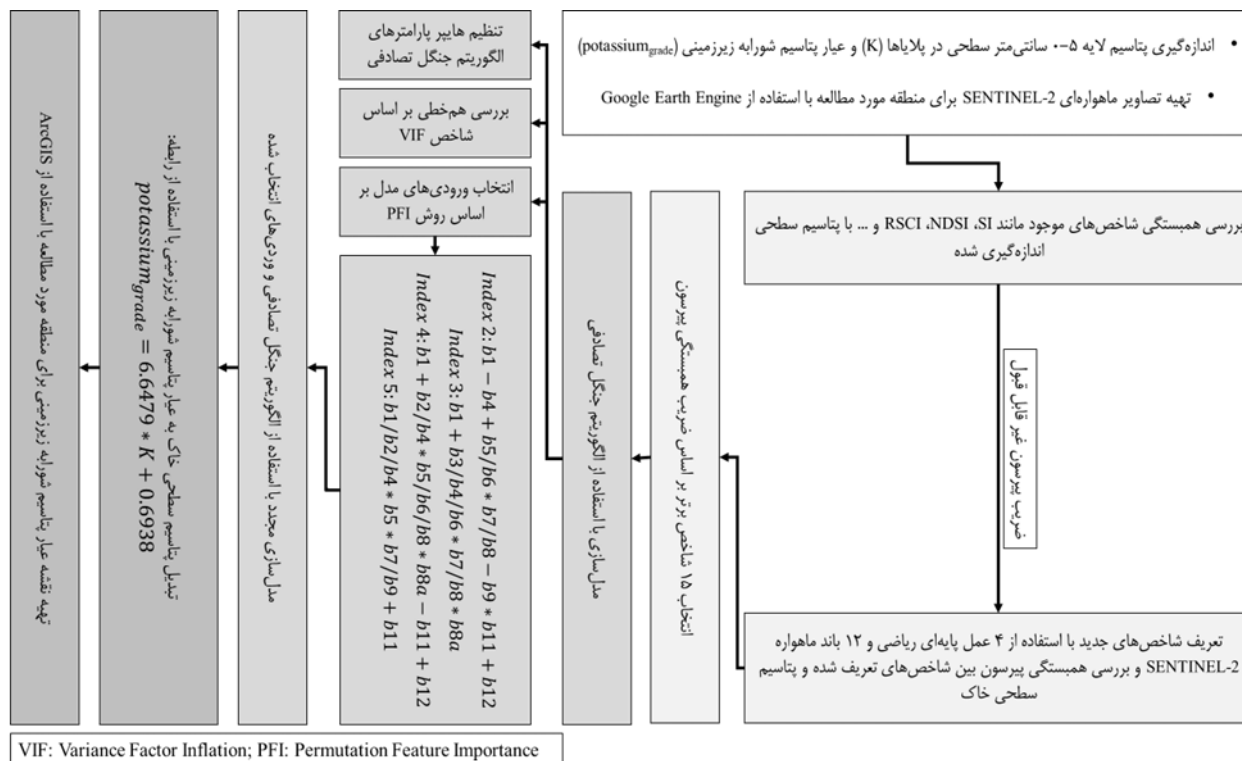 • اندازه‌گیری پتاسیم لایه ۵-۰ سانتی‌متر سطحی در پلایاها (K) و عیار پتاسیم شورابه زیرزمینی (potassium_grade)
• تهیه تصاویر ماهواره‌ای SENTINEL-2 برای منطقه مورد مطالعه با استفاده از Google Earth Engine
بررسی همبستگی شاخص‌های موجود مانند RSCI ،NDSI ،SI و ... با پتاسیم سطحی
اندازه‌گیری شده
ضریب پیرسون غیر قابل قبول
تعریف شاخص‌های جدید با استفاده از ۴ عمل پایه‌ای ریاضی و ۱۲ باند ماهواره
SENTINEL-2 و بررسی همبستگی پیرسون بین شاخص‌های تعریف شده و پتاسیم
سطحی خاک
انتخاب ۱۵ شاخص برتر بر اساس ضریب همبستگی پیرسون
مدل‌سازی با استفاده از الگوریتم جنگل تصادفی
تنظیم هایپر پارامترهای
الگوریتم جنگل تصادفی
بررسی هم‌خطی بر اساس
شاخص VIF
انتخاب ورودی‌های مدل بر
اساس روش PFI
Index 2: b1 − b4 + b5/b6 * b7/b8 − b9 * b11 + b12
Index 3: b1 + b3/b4/b6 * b7/b8 * b8a
Index 4: b1 + b2/b4 * b5/b6/b8 * b8a − b11 + b12
Index 5: b1/b2/b4 * b5 * b7/b9 + b11
مدل‌سازی مجدد با استفاده از الگوریتم جنگل تصادفی و وردی‌های انتخاب شده
تبدیل پتاسیم سطحی خاک به عیار پتاسیم شورابه زیرزمینی با استفاده از رابطه:
potassium_grade = 6.6479 * K + 0.6938
تهیه نقشه عیار پتاسیم شورابه زیرزمینی برای منطقه مورد مطالعه با استفاده از ArcGIS
VIF: Variance Factor Inflation; PFI: Permutation Feature Importance